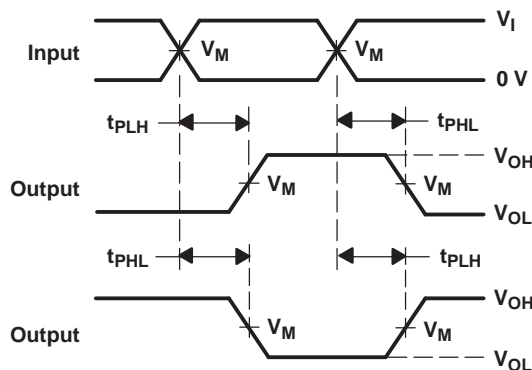 V_I
Input V_M V_M
0 V
t_PLH t_PHL
V_OH
Output V_M V_M
V_OL
t_PHL t_PLH
V_OH
Output V_M V_M
V_OL